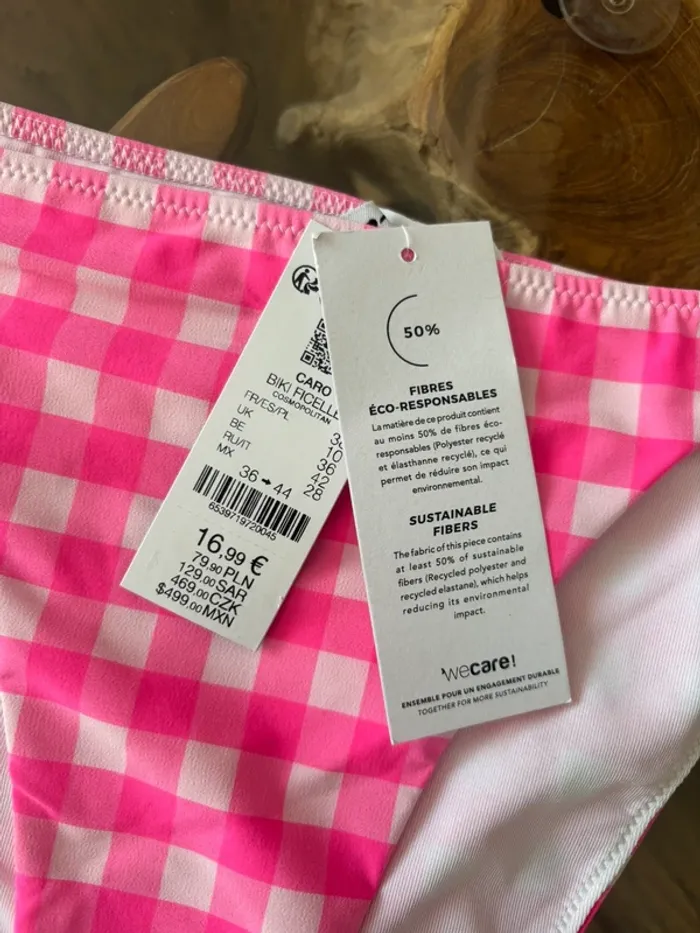 CARO
BIKI FICELLE
COSMOPOLITAN
FR/ES/PL
UK 10
BE 36
RU/IT 42
MX 28
36 → 44
6539719720045
16,99 €
79,90 PLN
129,00 SAR
469,00 CZK
$499,00 MXN
50%
FIBRES
ÉCO-RESPONSABLES
La matière de ce produit contient
au moins 50% de fibres éco-
responsables (Polyester recyclé
et élasthanne recyclé), ce qui
permet de réduire son impact
environnemental.
SUSTAINABLE
FIBERS
The fabric of this piece contains
at least 50% of sustainable
fibers (Recycled polyester and
recycled elastane), which helps
reducing its environmental
impact.
wecare!
ENSEMBLE POUR UN ENGAGEMENT DURABLE
TOGETHER FOR MORE SUSTAINABILITY